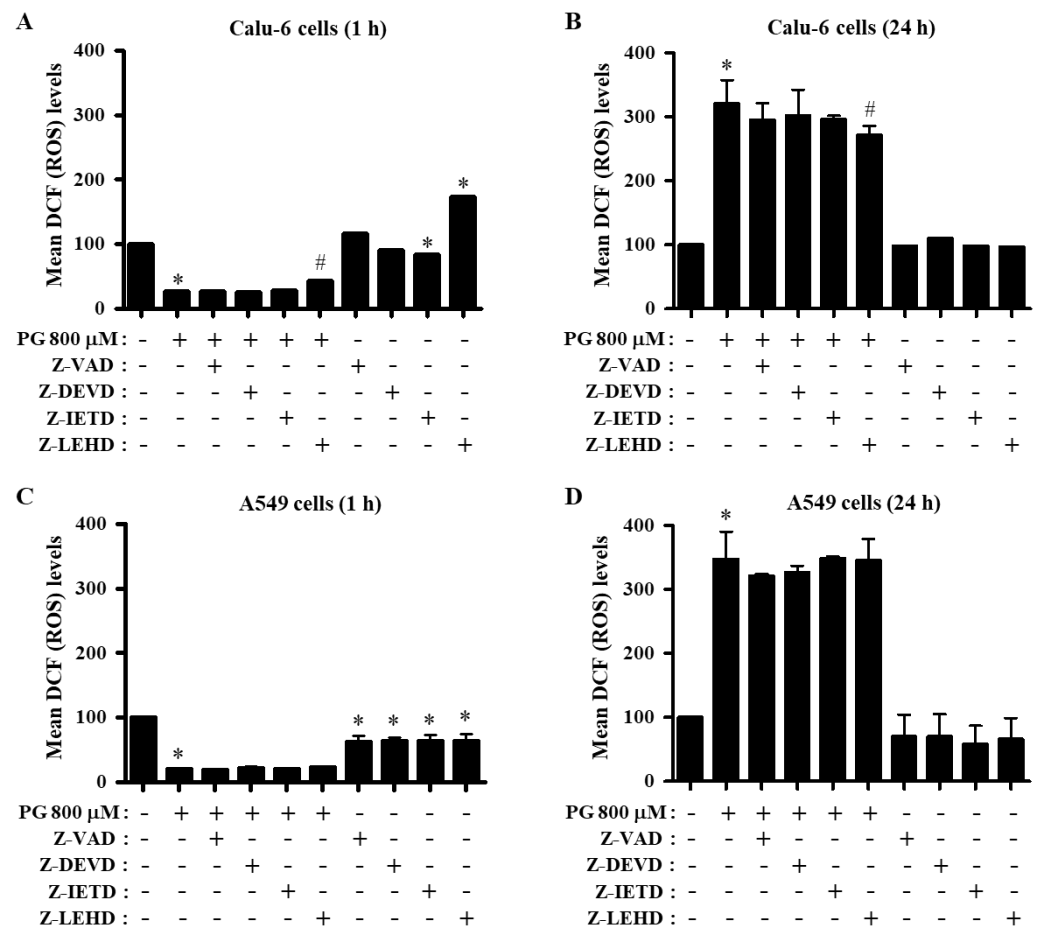 A
Calu-6 cells (1 h)
Mean DCF (ROS) levels
400
300
200
100
0
*
#
*
*
PG 800 µM : - + + + + + - - - -
Z-VAD : - - + - - - + - - -
Z-DEVD : - - - + - - - + - -
Z-IETD : - - - - + - - - + -
Z-LEHD : - - - - - + - - - +
B
Calu-6 cells (24 h)
Mean DCF (ROS) levels
400
300
200
100
0
*
#
PG 800 µM : - + + + + + - - - -
Z-VAD : - - + - - - + - - -
Z-DEVD : - - - + - - - + - -
Z-IETD : - - - - + - - - + -
Z-LEHD : - - - - - + - - - +
C
A549 cells (1 h)
Mean DCF (ROS) levels
400
300
200
100
0
*
* * * *
PG 800 µM : - + + + + + - - - -
Z-VAD : - - + - - - + - - -
Z-DEVD : - - - + - - - + - -
Z-IETD : - - - - + - - - + -
Z-LEHD : - - - - - + - - - +
D
A549 cells (24 h)
Mean DCF (ROS) levels
400
300
200
100
0
*
PG 800 µM : - + + + + + - - - -
Z-VAD : - - + - - - + - - -
Z-DEVD : - - - + - - - + - -
Z-IETD : - - - - + - - - + -
Z-LEHD : - - - - - + - - - +